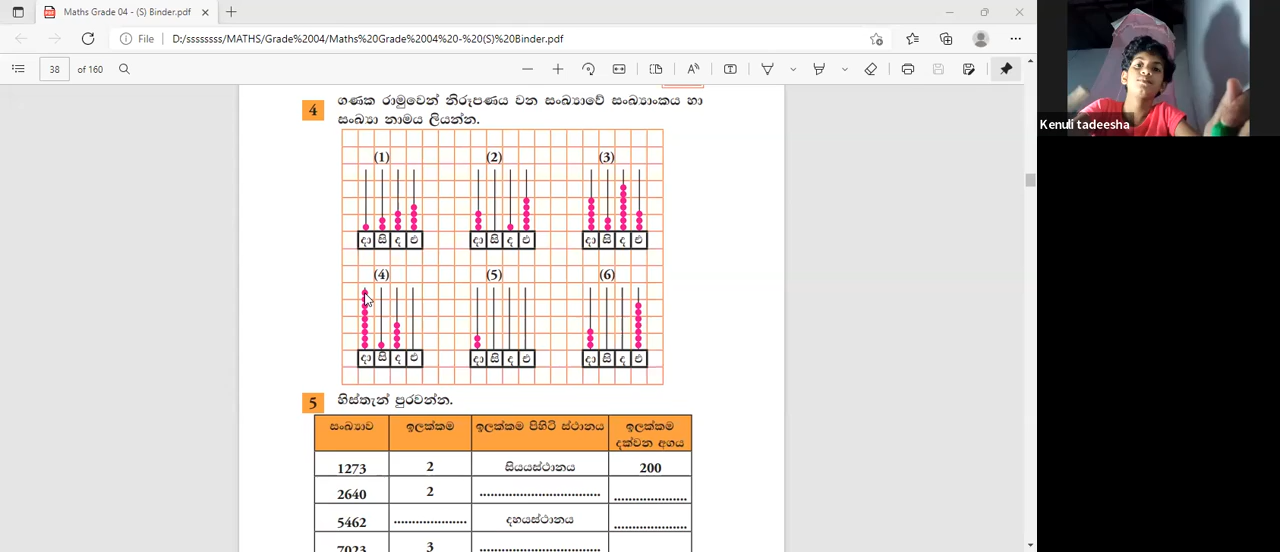 Maths Grade 04 - (S) Binder.pdf
File D:/ssssssss/MATHS/Grade%2004/Maths%20Grade%2004%20-%20(S)%20Binder.pdf
38 of 160
Kenuli tadeesha
4 ගණක රාමුවෙන් නිරූපණය වන සංඛ්‍යාවේ සංඛ්‍යාංකය හා
සංඛ්‍යා නාමය ලියන්න.
(1) (2) (3)
දා සි ද එ දා සි ද එ දා සි ද එ
(4) (5) (6)
දා සි ද එ දා සි ද එ දා සි ද එ
5 හිස්තැන් පුරවන්න.
සංඛ්‍යාව ඉලක්කම ඉලක්කම පිහිටි ස්ථානය ඉලක්කම
දක්වන අගය
1273 2 සියයස්ථානය 200
2640 2 ............................... ....................
5462 .................... දහයස්ථානය ....................
7023 3 ...............................